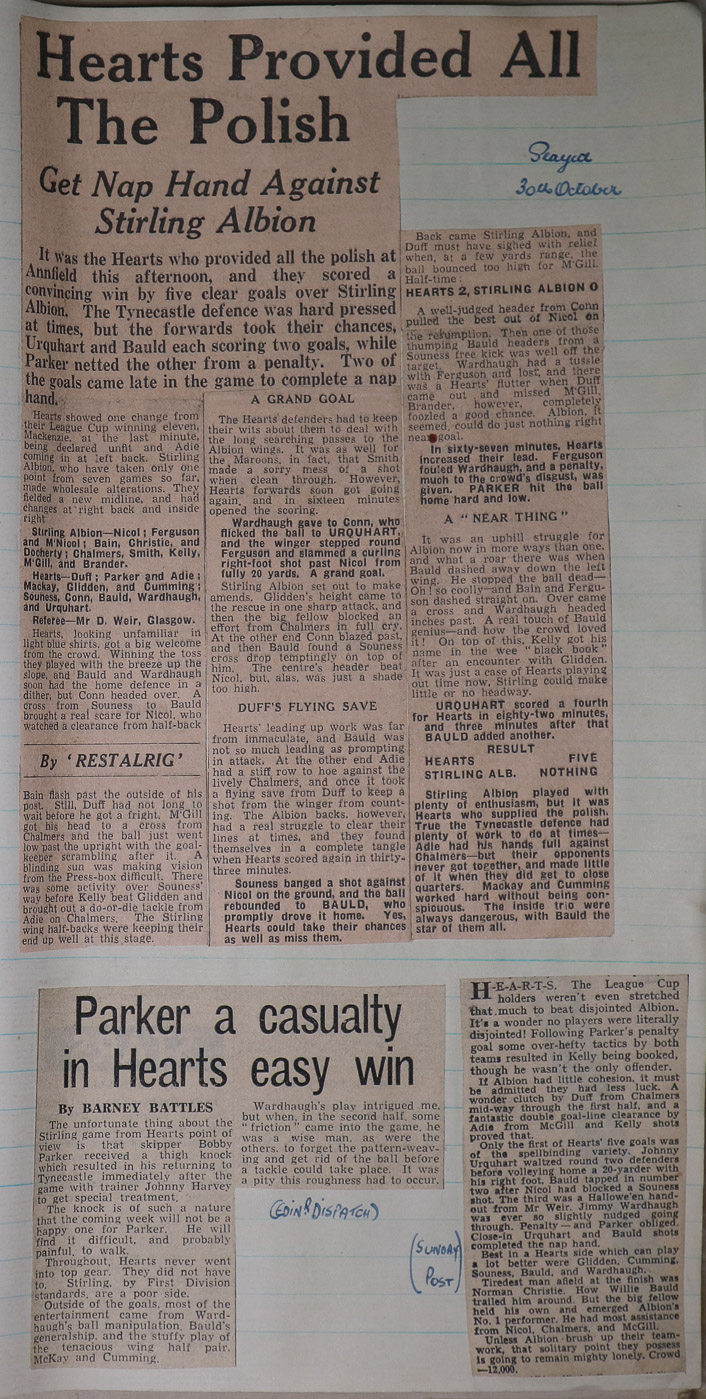 Hearts Provided All
The Polish
Get Nap Hand Against
Stirling Albion
It was the Hearts who provided all the polish at
Annfield this afternoon, and they scored a
convincing win by five clear goals over Stirling
Albion. The Tynecastle defence was hard pressed
at times, but the forwards took their chances,
Urquhart and Bauld each scoring two goals, while
Parker netted the other from a penalty. Two of
the goals came late in the game to complete a nap
hand.
Hearts showed one change from
their League Cup winning eleven,
Mackenzie, at the last minute,
being declared unfit and Adie
coming in at left back. Stirling
Albion, who have taken only one
point from seven games so far,
made wholesale alterations. They
fielded a new midline, and had
changes at right back and inside
right
Stirling Albion—Nicol; Ferguson
and M'Nicol; Bain, Christie, and
Docherty; Chalmers, Smith, Kelly,
M'Gill, and Brander.
Hearts—Duff; Parker and Adie;
Mackay, Glidden, and Cumming;
Souness, Conn, Bauld, Wardhaugh,
and Urquhart.
Referee—Mr D. Weir, Glasgow.
Hearts, looking unfamiliar in
light blue shirts, got a big welcome
from the crowd. Winning the toss
they played with the breeze up the
slope, and Bauld and Wardhaugh
soon had the home defence in a
dither, but Conn headed over. A
cross from Souness to Bauld
brought a real scare for Nicol, who
watched a clearance from half-back
By 'RESTALRIG'
Bain flash past the outside of his
post. Still, Duff had not long to
wait before he got a fright. M'Gill
got his head to a cross from
Chalmers and the ball just went
low past the upright with the goal-
keeper scrambling after it. A
blinding sun was making vision
from the Press-box difficult. There
was some activity over Souness'
way before Kelly beat Glidden and
brought out a do-or-die tackle from
Adie on Chalmers. The Stirling
wing half-backs were keeping their
end up well at this stage.
A GRAND GOAL
The Hearts' defenders had to keep
their wits about them to deal with
the long searching passes to the
Albion wings. It was as well for
the Maroons, in fact, that Smith
made a sorry mess of a shot
when clean through. However,
Hearts forwards soon got going
again, and in sixteen minutes
opened the scoring.
Wardhaugh gave to Conn, who
flicked the ball to URQUHART,
and the winger stepped round
Ferguson and slammed a curling
right-foot shot past Nicol from
fully 20 yards. A grand goal.
Stirling Albion set out to make
amends. Glidden's height came to
the rescue in one sharp attack, and
then the big fellow blocked an
effort from Chalmers in full cry.
At the other end Conn blazed past,
and then Bauld found a Souness
cross drop temptingly on top of
him. The centre's header beat
Nicol, but, alas, was just a shade
too high.
DUFF'S FLYING SAVE
Hearts' leading up work was far
from immaculate, and Bauld was
not so much leading as prompting
in attack. At the other end Adie
had a stiff row to hoe against the
lively Chalmers, and once it took
a flying save from Duff to keep a
shot from the winger from count-
ing. The Albion backs, however,
had a real struggle to clear their
lines at times, and they found
themselves in a complete tangle
when Hearts scored again in thirty-
three minutes.
Souness banged a shot against
Nicol on the ground, and the ball
rebounded to BAULD, who
promptly drove it home. Yes,
Hearts could take their chances
as well as miss them.
30th October
Back came Stirling Albion, and
Duff must have sighed with relief
when, at a few yards range, the
ball bounced too high for M'Gill.
Half-time:
HEARTS 2, STIRLING ALBION 0
A well-judged header from Conn
pulled the best out of Nicol on
the resumption. Then one of those
thumping Bauld headers from a
Souness free kick was well off the
target. Wardhaugh had a tussle
with Ferguson and lost, and there
was a Hearts' flutter when Duff
came out and missed M'Gill.
Brander, however, completely
foozled a good chance. Albion, it
seemed, could do just nothing right
near goal.
In sixty-seven minutes, Hearts
increased their lead. Ferguson
fouled Wardhaugh, and a penalty,
much to the crowd's disgust, was
given. PARKER hit the ball
home hard and low.
A "NEAR THING"
It was an uphill struggle for
Albion now in more ways than one,
and what a roar there was when
Bauld dashed away down the left
wing. He stopped the ball dead—
Oh! so coolly—and Bain and Fergu-
son dashed straight on. Over came
a cross and Wardhaugh headed
inches past. A real touch of Bauld
genius—and how the crowd loved
it! On top of this, Kelly got his
name in the wee "black book"
after an encounter with Glidden.
It was just a case of Hearts playing
out time now, Stirling could make
little or no headway.
URQUHART scored a fourth
for Hearts in eighty-two minutes,
and three minutes after that
BAULD added another.
RESULT
HEARTS FIVE
STIRLING ALB. NOTHING
Stirling Albion played with
plenty of enthusiasm, but it was
Hearts who supplied the polish.
True the Tynecastle defence had
plenty of work to do at times—
Adie had his hands full against
Chalmers—but their opponents
never got together, and made little
of it when they did get to close
quarters. Mackay and Cumming
worked hard without being con-
spicuous. The inside trio were
always dangerous, with Bauld the
star of them all.
Parker a casualty
in Hearts easy win
By BARNEY BATTLES
The unfortunate thing about the
Stirling game from Hearts point of
view is that skipper Bobby
Parker received a thigh knock
which resulted in his returning to
Tynecastle immediately after the
game with trainer Johnny Harvey
to get special treatment.
The knock is of such a nature
that the coming week will not be a
happy one for Parker. He will
find it difficult, and probably
painful, to walk.
Throughout, Hearts never went
into top gear. They did not have
to. Stirling, by First Division
standards, are a poor side.
Outside of the goals, most of the
entertainment came from Ward-
haugh's ball manipulation, Bauld's
generalship, and the stuffy play of
the tenacious wing half pair,
McKay and Cumming.
Wardhaugh's play intrigued me,
but when, in the second half, some
"friction" came into the game, he
was a wise man, as were the
others, to forget the pattern-weav-
ing and get rid of the ball before
a tackle could take place. It was
a pity this roughness had to occur.
(EDIN. DISPATCH)
(SUNDAY
POST)
H-E-A-R-T-S. The League Cup
holders weren't even stretched
that much to beat disjointed Albion.
It's a wonder no players were literally
disjointed! Following Parker's penalty
goal some over-hefty tactics by both
teams resulted in Kelly being booked,
though he wasn't the only offender.
If Albion had little cohesion, it must
be admitted they had less luck. A
wonder clutch by Duff from Chalmers
mid-way through the first half, and a
fantastic double goal-line clearance by
Adie from McGill and Kelly shots
proved that.
Only the first of Hearts' five goals was
of the spellbinding variety. Johnny
Urquhart waltzed round two defenders
before volleying home a 20-yarder with
his right foot. Bauld tapped in number
two after Nicol had blocked a Souness
shot. The third was a Hallowe'en hand-
out from Mr Weir. Jimmy Wardhaugh
was ever so slightly nudged going
through. Penalty—and Parker obliged.
Close-in Urquhart and Bauld shots
completed the nap hand.
Best in a Hearts side which can play
a lot better were Glidden, Cumming,
Souness, Bauld, and Wardhaugh.
Tiredest man afield at the finish was
Norman Christie. How Willie Bauld
trailed him around. But the big fellow
held his own and emerged Albion's
No. 1 performer. He had most assistance
from Nicol, Chalmers, and McGill.
Unless Albion brush up their team-
work, that solitary point they possess
is going to remain mighty lonely. Crowd
—12,000.